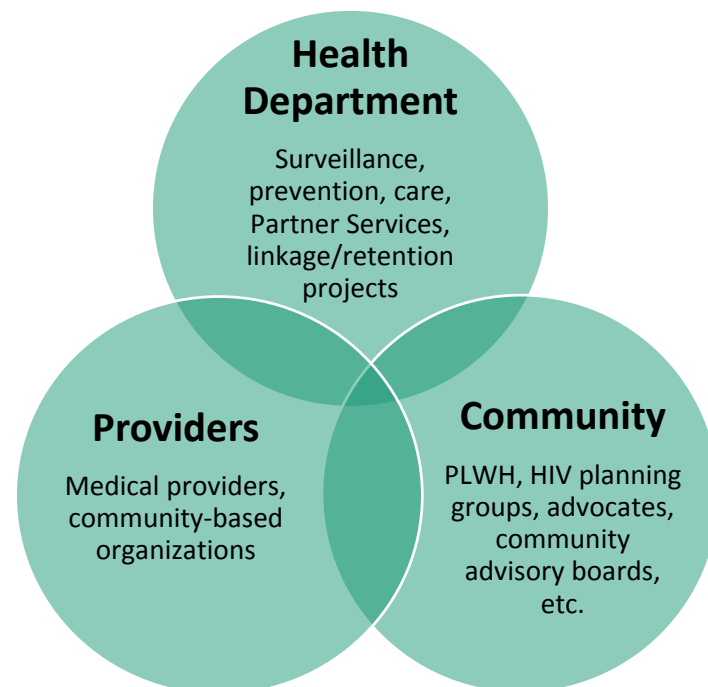 Health
Department
Surveillance,
prevention, care,
Partner Services,
linkage/retention
projects
Providers
Medical providers,
community-based
organizations
Community
PLWH, HIV planning
groups, advocates,
community
advisory boards,
etc.